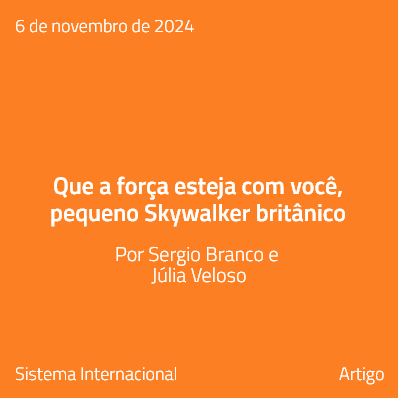 6 de novembro de 2024
Que a força esteja com você,
pequeno Skywalker britânico
Por Sergio Branco e
Júlia Veloso
Sistema Internacional
Artigo